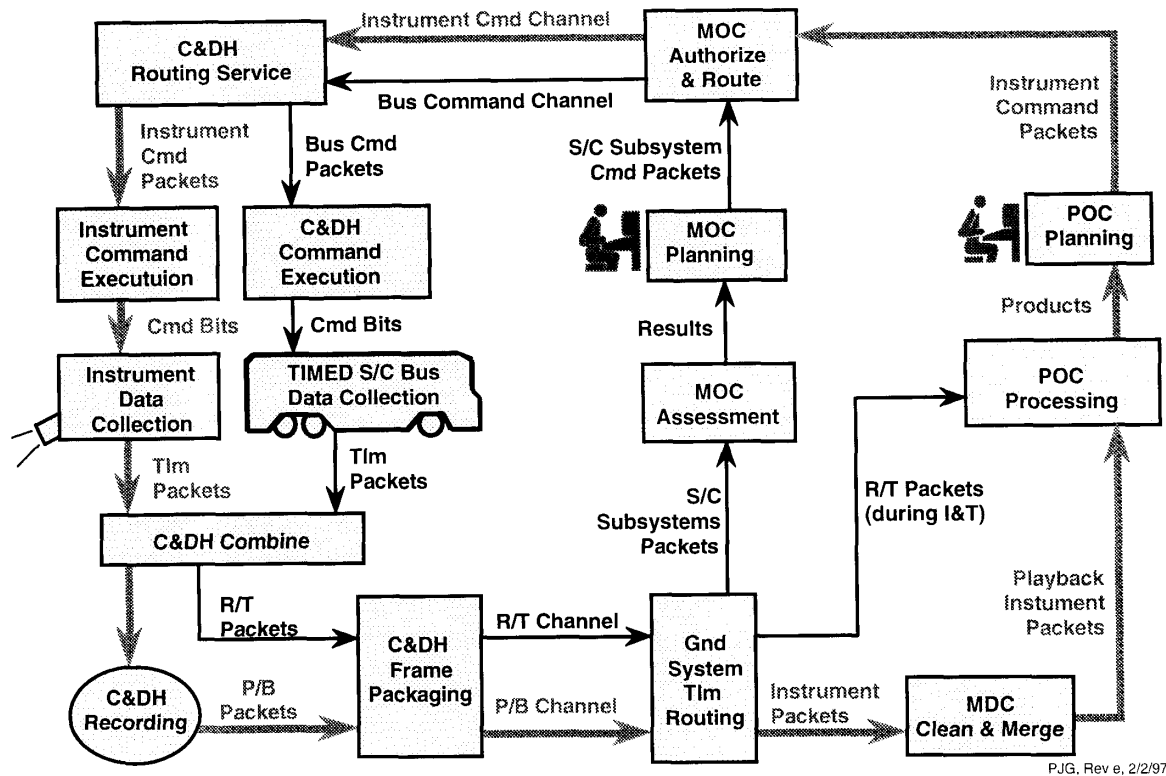 Instrument Cmd Channel
C&DH
Routing Service
MOC
Authorize
& Route
Bus Command Channel
Instrument
Command
Packets
Instrument
Cmd
Packets
Bus Cmd
Packets
S/C Subsystem
Cmd Packets
Instrument
Command
Executuion
C&DH
Command
Execution
MOC
Planning
POC
Planning
Cmd Bits
Cmd Bits
Results
Products
Instrument
Data
Collection
TIMED S/C Bus
Data Collection
MOC
Assessment
POC
Processing
Tlm
Packets
Tlm
Packets
S/C
Subsystems
Packets
R/T Packets
(during I&T)
C&DH Combine
R/T
Packets
C&DH
Frame
Packaging
R/T Channel
Gnd
System
Tlm
Routing
Playback
Instument
Packets
C&DH
Recording
P/B
Packets
P/B Channel
Instrument
Packets
MDC
Clean & Merge
PJG, Rev e, 2/2/97